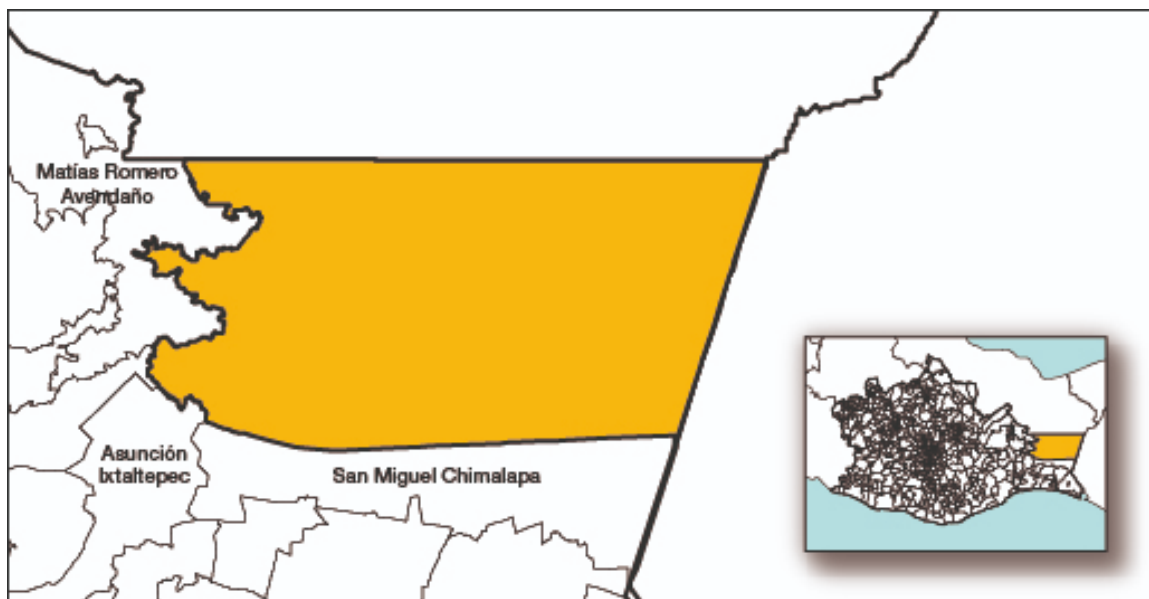 Matías Romero
Avendaño
Asunción
Ixtaltepec
San Miguel Chimalapa